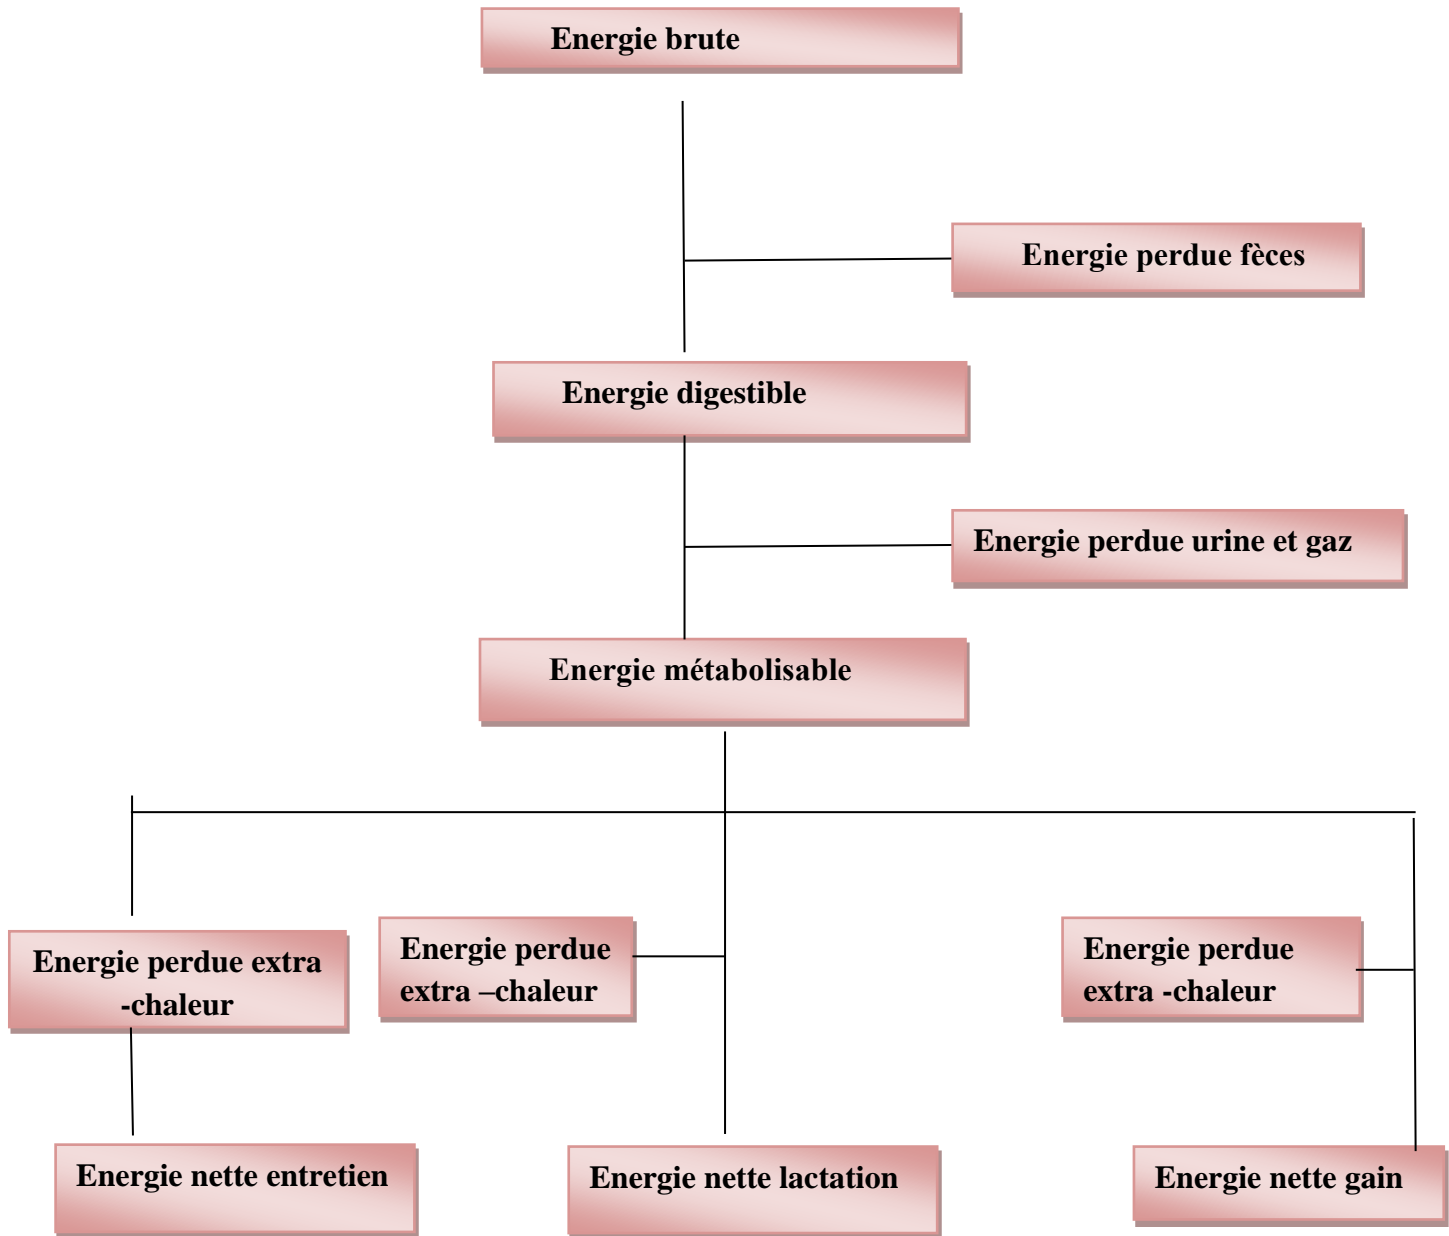 Energie brute
Energie perdue fèces
Energie digestible
Energie perdue urine et gaz
Energie métabolisable
Energie perdue extra
-chaleur
Energie perdue
extra –chaleur
Energie perdue
extra -chaleur
Energie nette entretien
Energie nette lactation
Energie nette gain